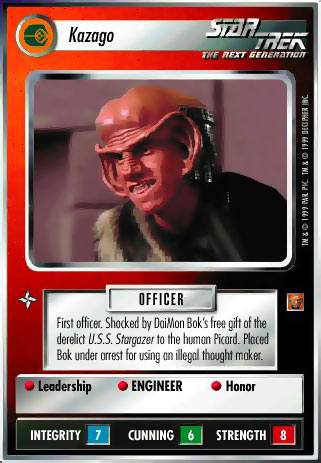 Kazago
STAR TREK
THE NEXT GENERATION
TM & © 1999 PAR. PIC. TM & © 1999 DECIPHER INC.
OFFICER
First officer. Shocked by DaiMon Bok's free gift of the
derelict U.S.S. Stargazer to the human Picard. Placed
Bok under arrest for using an illegal thought maker.
Leadership ENGINEER Honor
INTEGRITY 7 CUNNING 6 STRENGTH 8